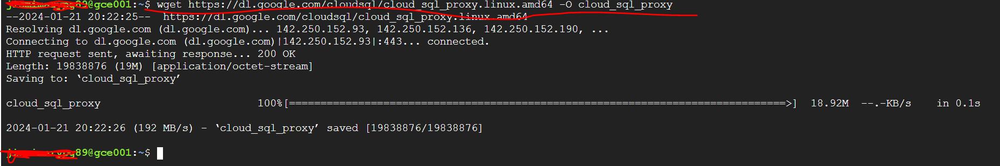 89@gce001:~$ wget https://dl.google.com/cloudsql/cloud_sql_proxy.linux.amd64 -O cloud_sql_proxy
--2024-01-21 20:22:25--  https://dl.google.com/cloudsql/cloud_sql_proxy.linux.amd64
Resolving dl.google.com (dl.google.com)... 142.250.152.93, 142.250.152.136, 142.250.152.190, ...
Connecting to dl.google.com (dl.google.com)|142.250.152.93|:443... connected.
HTTP request sent, awaiting response... 200 OK
Length: 19838876 (19M) [application/octet-stream]
Saving to: ‘cloud_sql_proxy’
cloud_sql_proxy 100%[===============================================================================>] 18.92M --.-KB/s in 0.1s
2024-01-21 20:22:26 (192 MB/s) - ‘cloud_sql_proxy’ saved [19838876/19838876]
89@gce001:~$